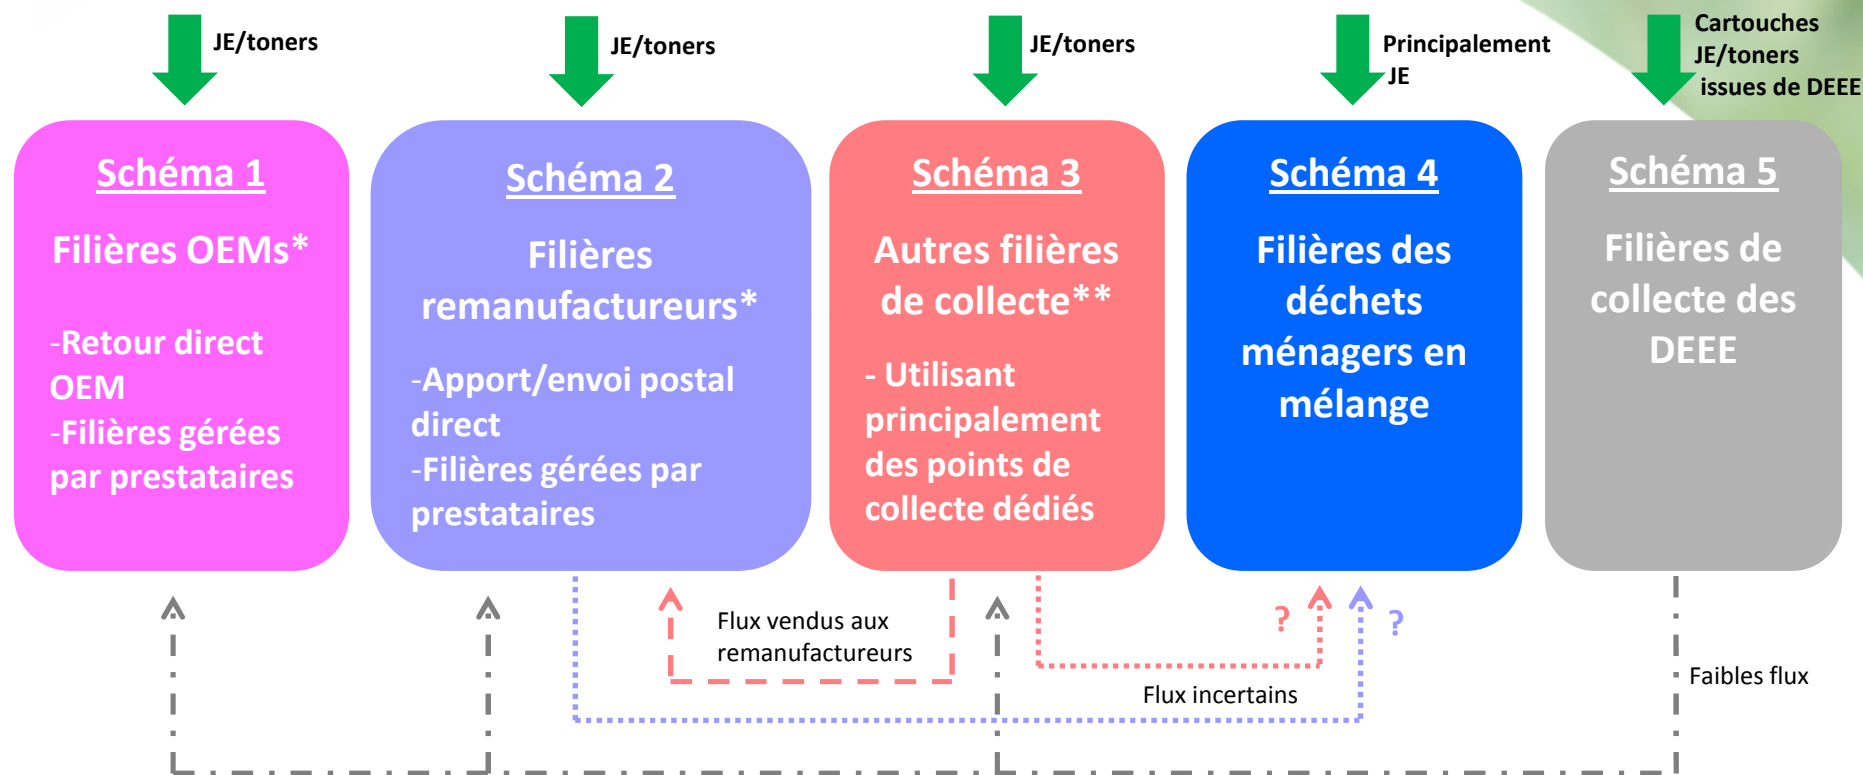 JE/toners
JE/toners
JE/toners
Principalement
JE
Cartouches
JE/toners
issues de DEEE
Schéma 1
Filières OEMs*
-Retour direct
OEM
-Filières gérées
par prestataires
Schéma 2
Filières
remanufactureurs*
-Apport/envoi postal
direct
-Filières gérées par
prestataires
Schéma 3
Autres filières
de collecte**
- Utilisant
principalement
des points de
collecte dédiés
Schéma 4
Filières des
déchets
ménagers en
mélange
Schéma 5
Filières de
collecte des
DEEE
Flux vendus aux
remanufactureurs
?
?
Flux incertains
Faibles flux